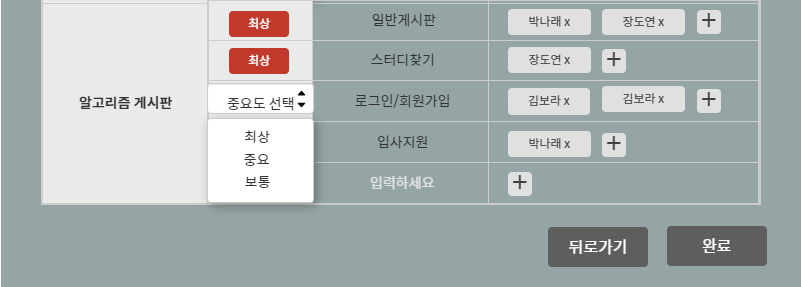 최상 일반게시판 박나래 x 장도연 x +
최상 스터디찾기 장도연 x +
알고리즘 게시판 중요도 선택 로그인/회원가입 김보라 x 김보라 x +
최상 입사지원 박나래 x +
중요
보통 입력하세요 +
뒤로가기 완료